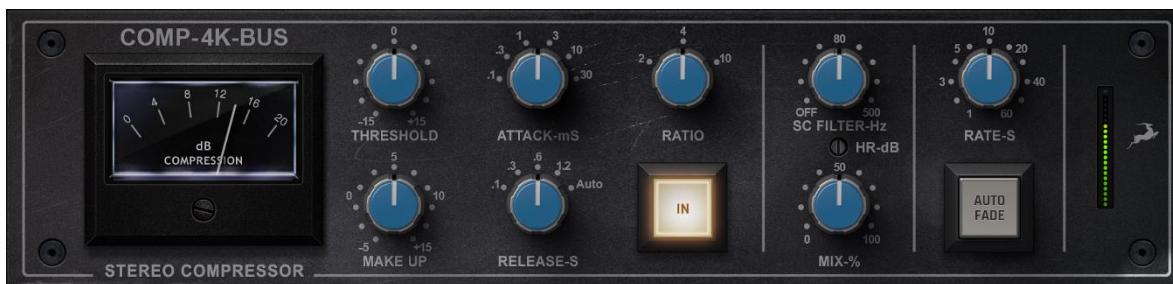 COMP-4K-BUS
0 4 8 12 16 20
dB
COMPRESSION
STEREO COMPRESSOR
0
-15 +15
THRESHOLD
5
0 10
-5 +15
MAKE UP
1 3
.3 10
.1 30
ATTACK-mS
.6
.3 1.2
.1 Auto
RELEASE-S
4
2 10
RATIO
IN
80
OFF 500
SC FILTER-Hz
HR-dB
50
0 100
MIX-%
10
5 20
3 40
1 60
RATE-S
AUTO
FADE